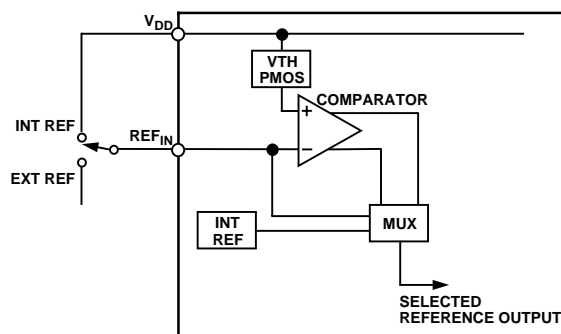 VDD
VTH
PMOS
COMPARATOR
+
−
INT REF
REFIN
EXT REF
INT
REF
MUX
SELECTED
REFERENCE OUTPUT